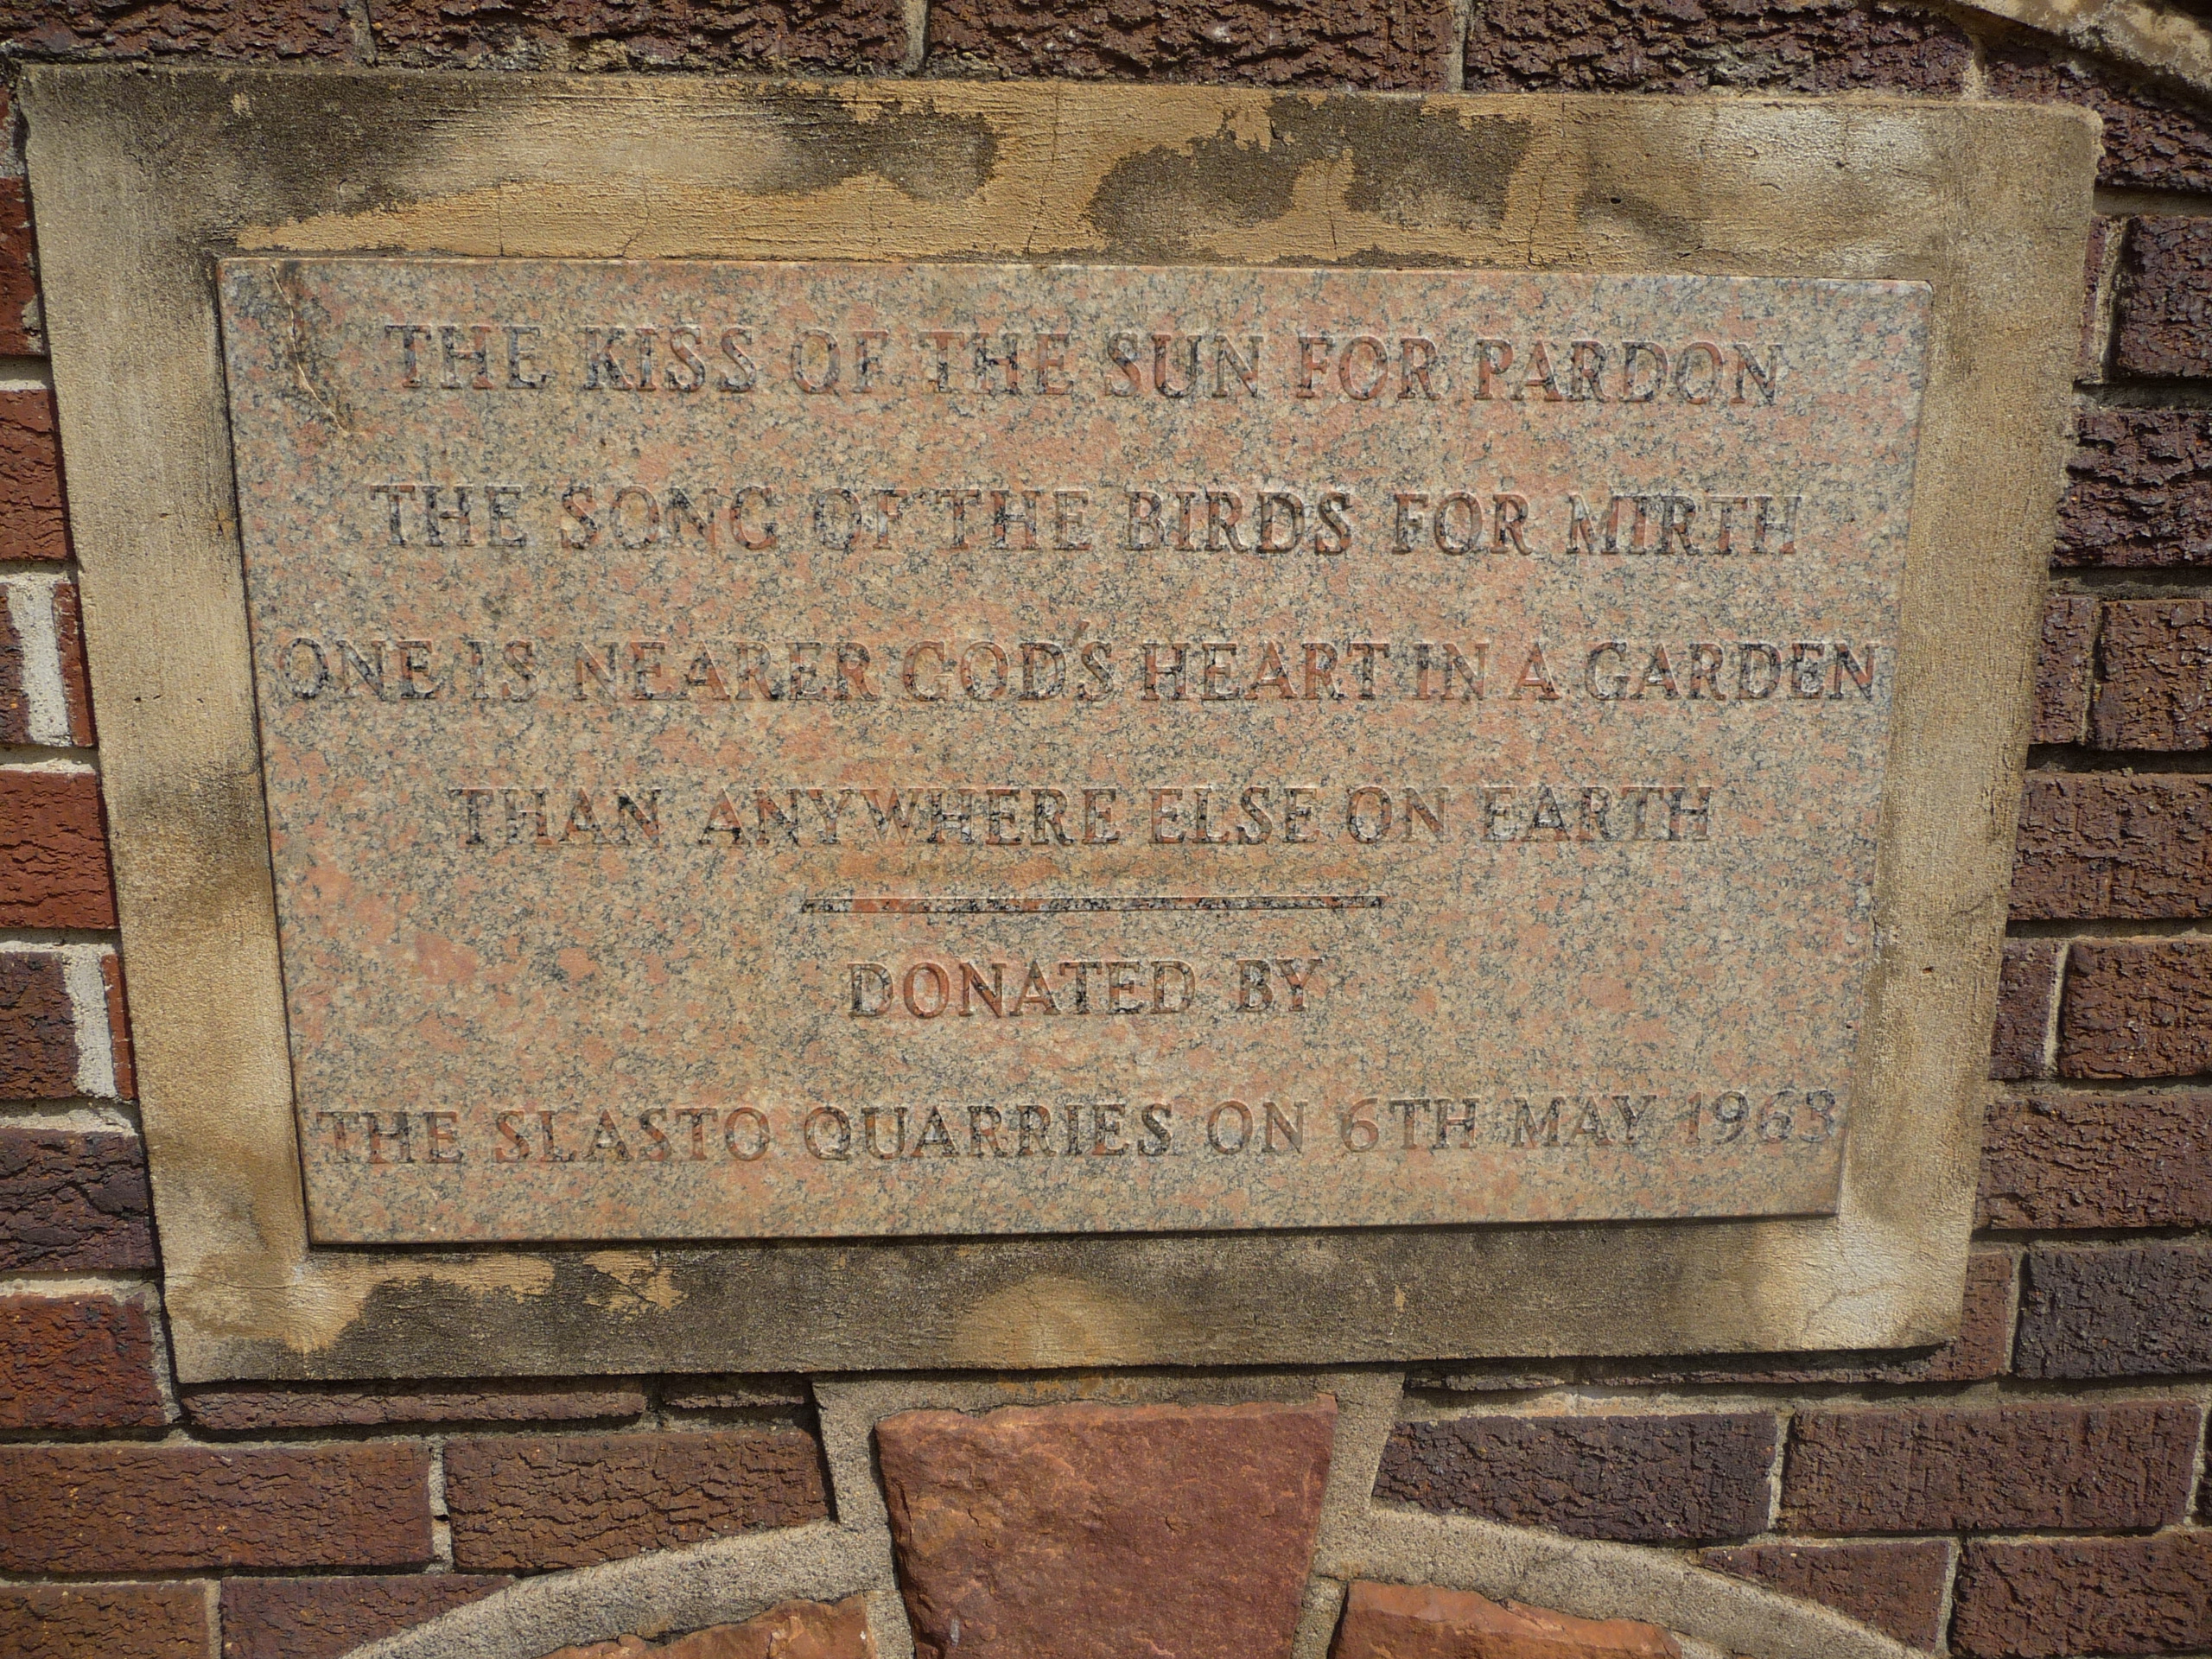 THE KISS OF THE SUN FOR PARDON
THE SONG OF THE BIRDS FOR MIRTH
ONE IS NEARER GOD'S HEART IN A GARDEN
THAN ANYWHERE ELSE ON EARTH
DONATED BY
THE SLASTO QUARRIES ON 6TH MAY 1963